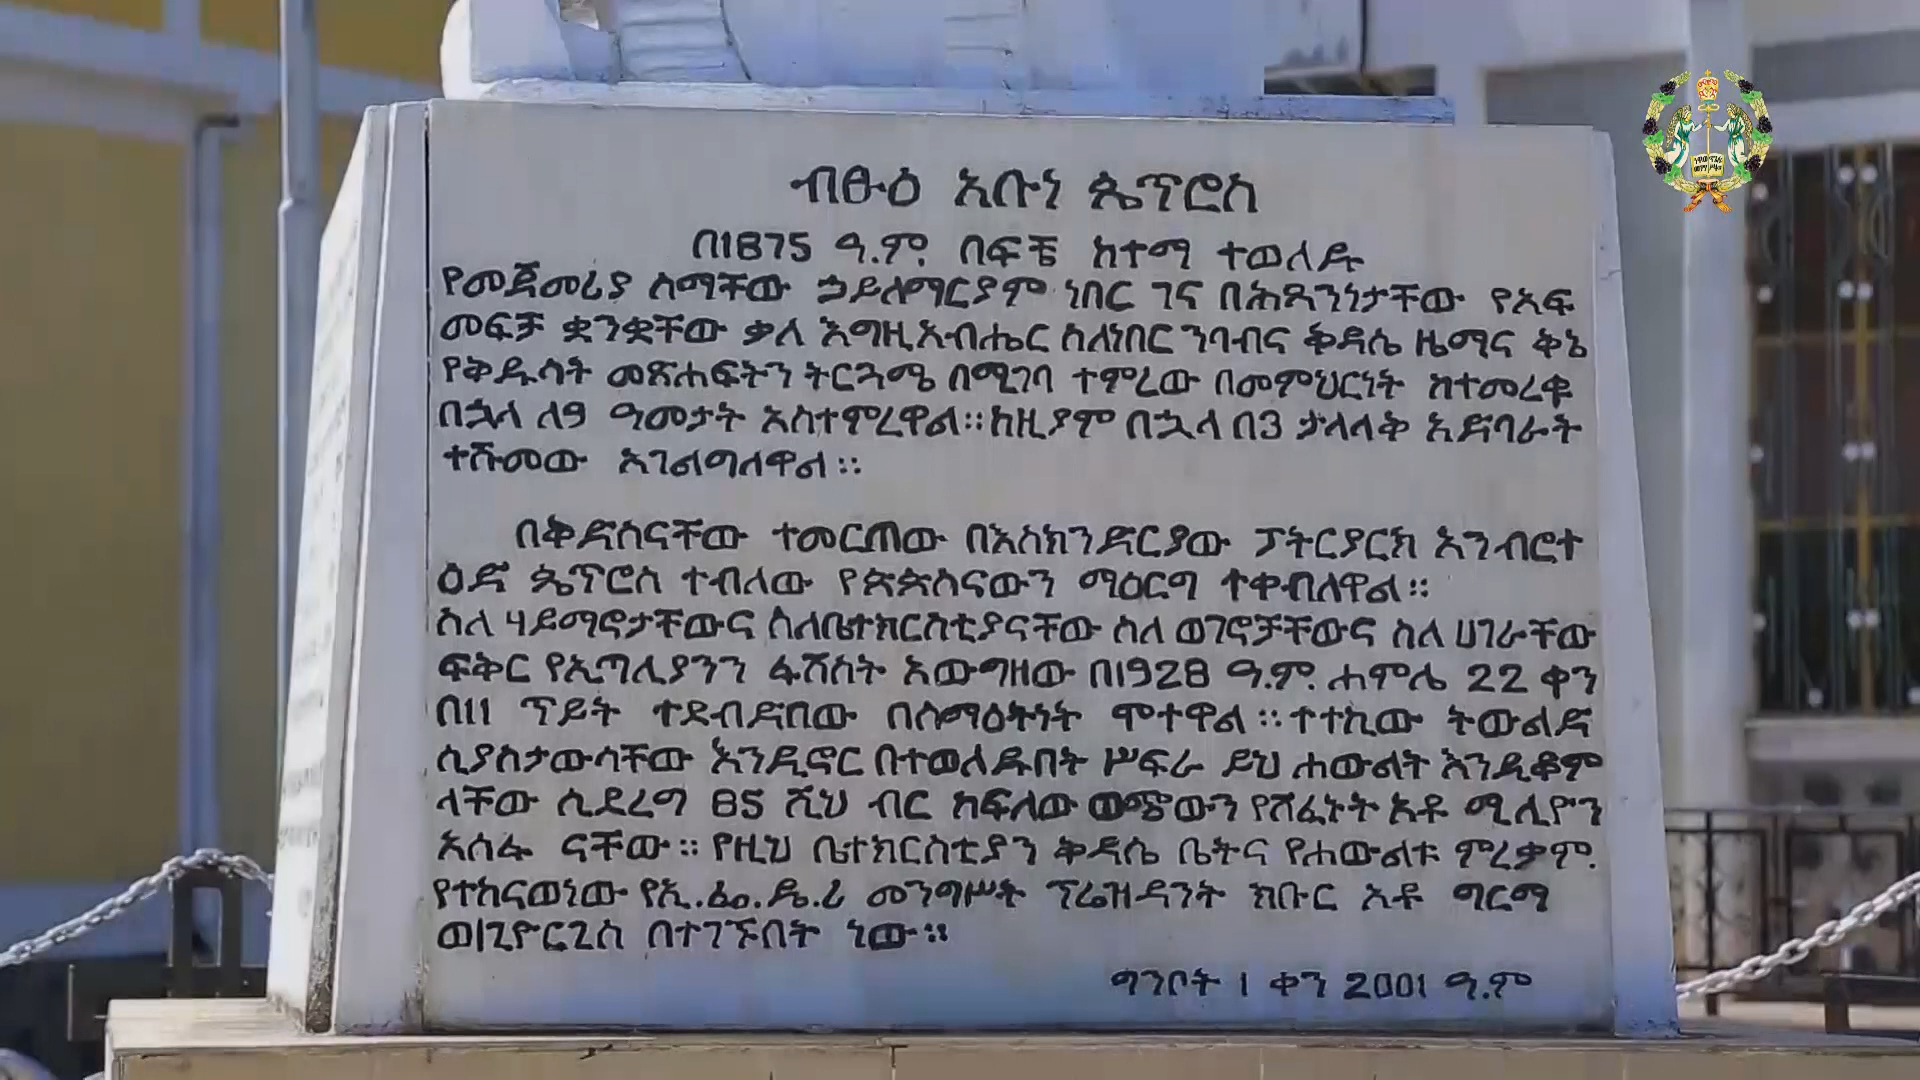 ብፁዕ አቡነ ጴጥሮስ
በ1875 ዓ.ም. በፍቼ ከተማ ተወለዱ
የመጀመሪያ ስማቸው ኃይለማርያም ነበር ገና በሕፃንነታቸው የአፍ
መፍቻ ቋንቋቸው ቃለ እግዚአብሔር ስለነበር ንባብና ቅዳሴ ዜማና ቅኔ
የቅዱሳት መጽሐፍትን ትርጓሜ በሚገባ ተምረው በመምህርነት ከተመረቁ
በኋላ ለ9 ዓመታት አስተምረዋል፡፡ ከዚያም በኋላ በ3 ታላላቅ አድባራት
ተሹመው አገልግለዋል፡፡
በቅድስናቸው ተመርጠው በእስክንድርያው ፓትርያርክ እንብሮተ
ዕድ ጴጥሮስ ተብለው የጵጵስናውን ማዕርግ ተቀብለዋል፡፡
ስለ ሃይማኖታቸውና ስለቤተክርስቲያናቸው ስለ ወገኖቻቸውና ስለ ሀገራቸው
ፍቅር የኢጣሊያንን ፋሽስት አውግዘው በ1928 ዓ.ም. ሐምሌ 22 ቀን
በ11 ጥይት ተደብድበው በሰማዕትነት ሞተዋል፡፡ ተተኪው ትውልድ
ሲያስታውሳቸው እንዲኖር በተወለዱበት ሥፍራ ይህ ሐውልት እንዲቆም
ላቸው ሲደረግ 85 ሺህ ብር ከፍለው ወጭውን የሸፈኑት አቶ ሚሊዮን
አሰፋ ናቸው፡፡ የዚህ ቤተክርስቲያን ቅዳሴ ቤትና የሐውልቱ ምረቃም
የተከናወነው የኢ.ፌ.ዴ.ሪ መንግሥት ፕሬዝዳንት ክቡር አቶ ግርማ
ወ/ጊዮርጊስ በተገኙበት ነው፡፡
ግንቦት 1 ቀን 2001 ዓ.ም